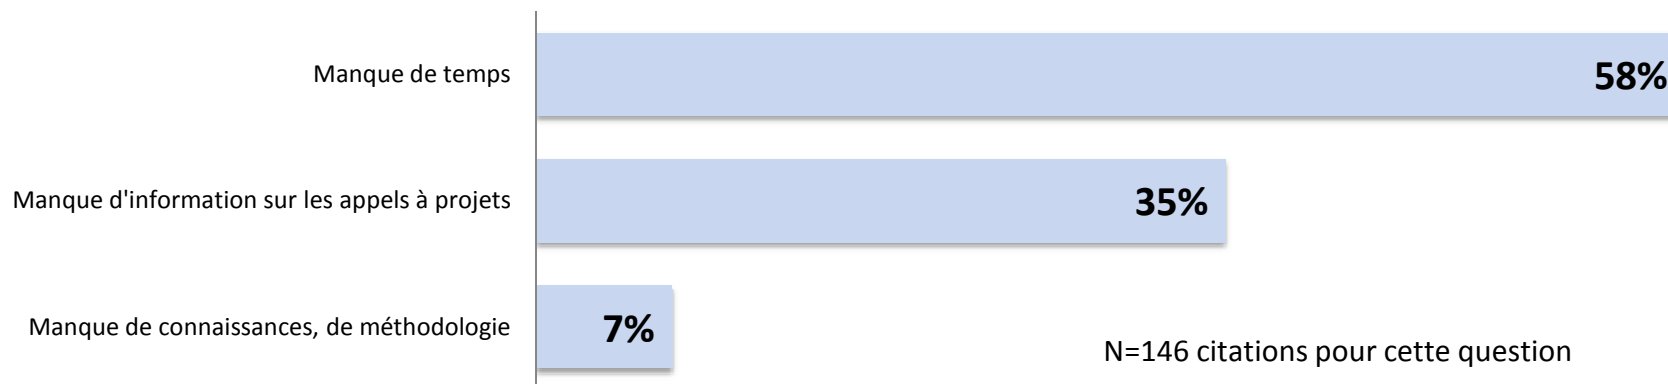 Manque de temps
58%
Manque d'information sur les appels à projets
35%
Manque de connaissances, de méthodologie
7%
N=146 citations pour cette question